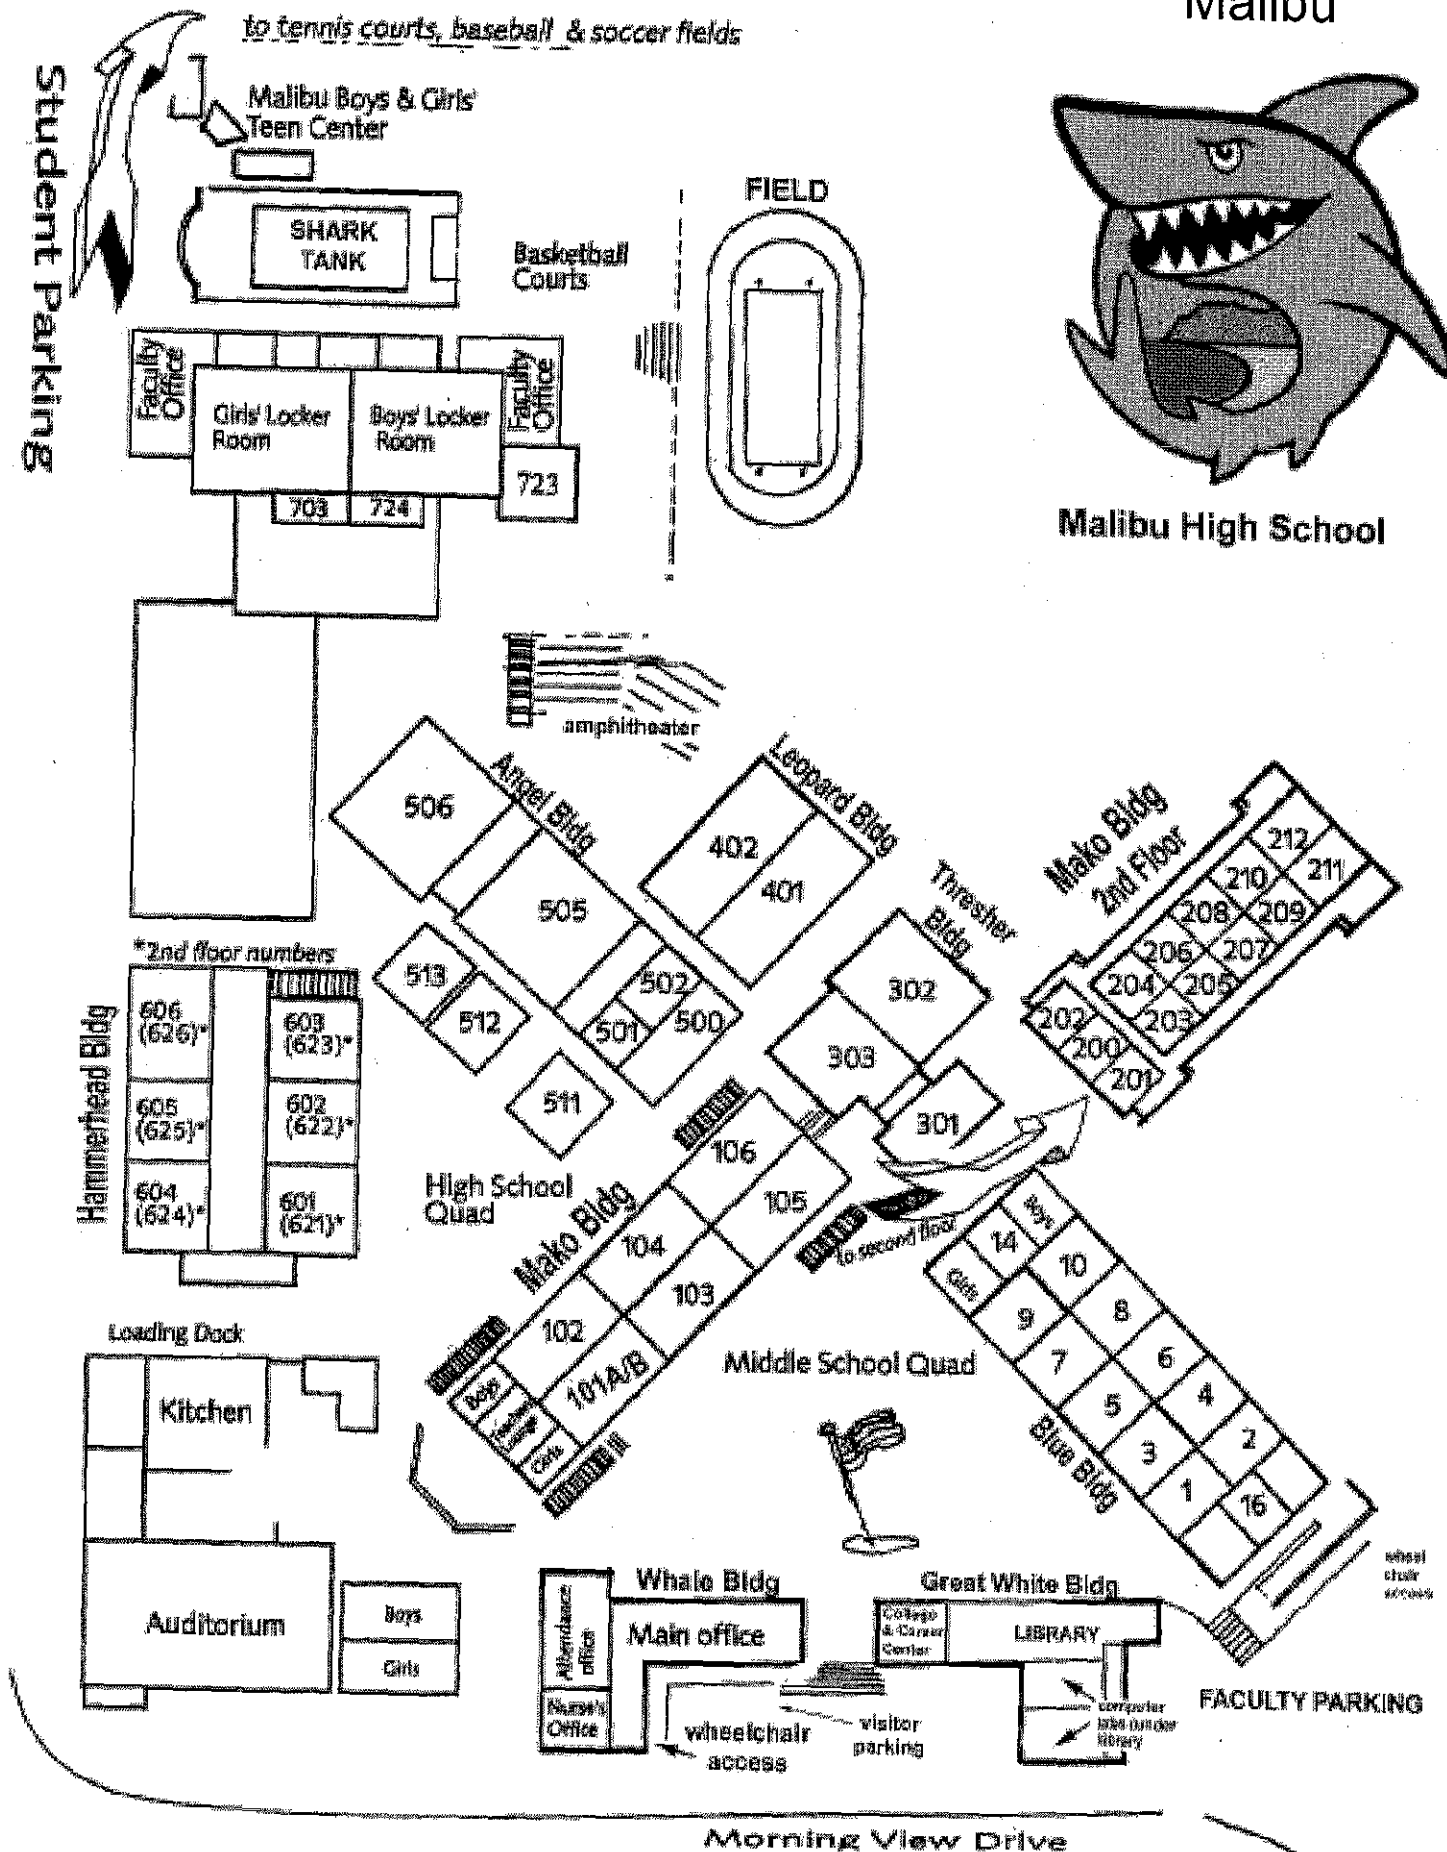 Malibu
to tennis courts, baseball & soccer fields
Student Parking
Malibu Boys & Girls'
Teen Center
SHARK
TANK
Basketball
Courts
FIELD
Faculty
Office
Girls' Locker
Room
Boys' Locker
Room
Faculty
Office
723
703
724
Malibu High School
amphitheater
Angel Bldg
506
505
502
501
500
513
512
511
Leopard Bldg
402
401
Thresher
Bldg
302
303
301
Mako Bldg
2nd Floor
212
211
210
209
208
207
206
205
204
203
202
200
201
*2nd floor numbers
Hammerhead Bldg
606
(626)*
603
(623)*
605
(625)*
602
(622)*
604
(624)*
601
(621)*
High School
Quad
Mako Bldg
106
105
104
103
102
101A/B
Boys
Girls
to second floor
Boys
14
Girls
10
9
8
7
6
5
4
3
2
1
16
Blue Bldg
Middle School Quad
Loading Dock
Kitchen
Auditorium
Boys
Girls
Whale Bldg
Attendance
office
Main office
Nurse's
Office
Great White Bldg
College
& Career
Center
LIBRARY
wheel
chair
access
FACULTY PARKING
computer
labs under
library
wheelchair
access
visitor
parking
Morning View Drive